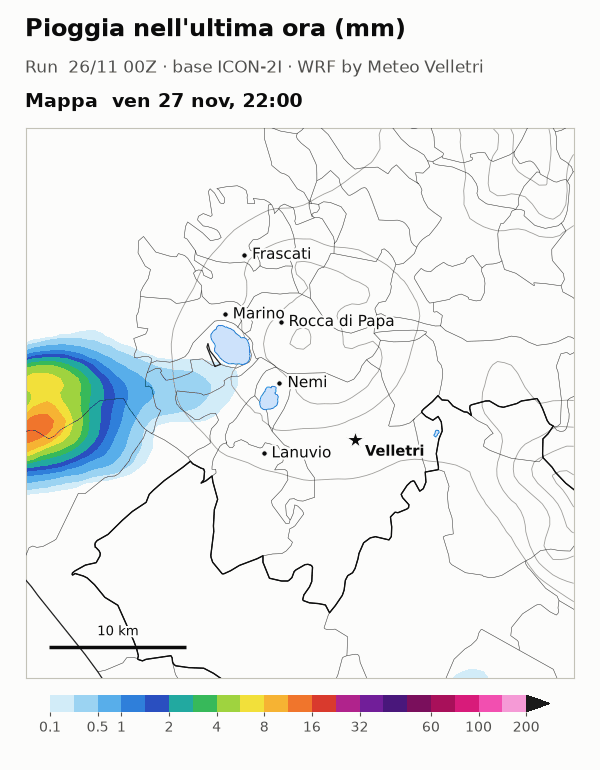 Pioggia nell'ultima ora (mm)
Run  26/11 00Z · base ICON-2I · WRF by Meteo Velletri
Mappa  ven 27 nov, 22:00
Frascati
Marino
Rocca di Papa
Nemi
Velletri
Lanuvio
10 km
0.1 0.5 1 2 4 8 16 32 60 100 200